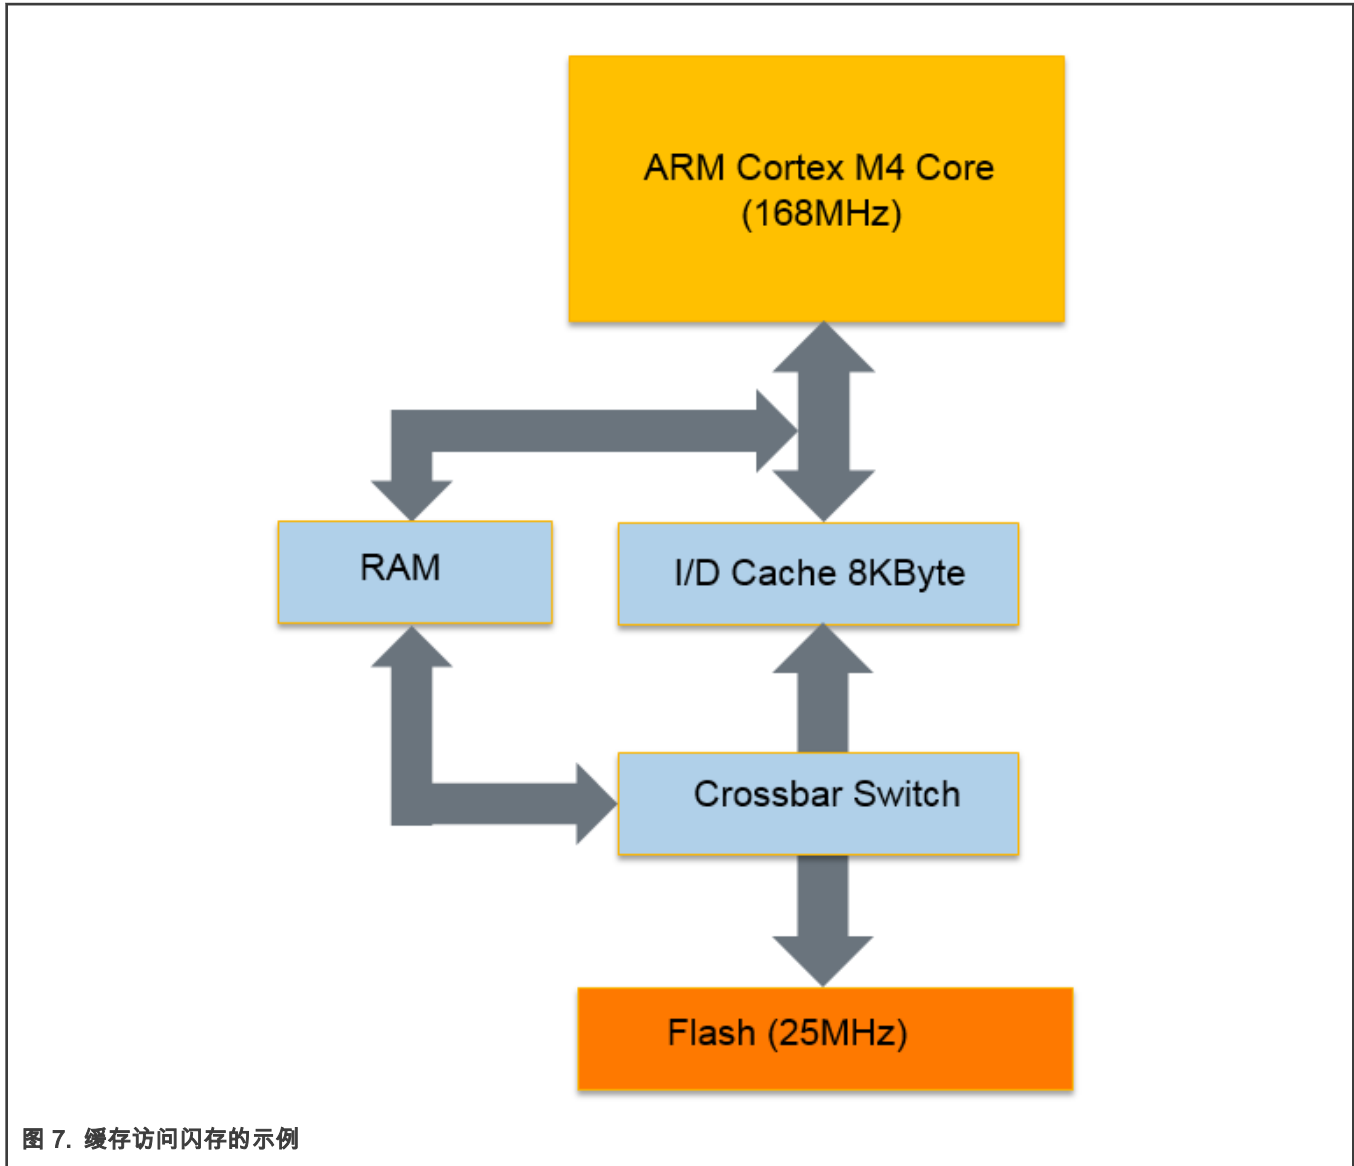 ARM Cortex M4 Core
(168MHz)
RAM
I/D Cache 8KByte
Crossbar Switch
Flash (25MHz)
图 7. 缓存访问闪存的示例